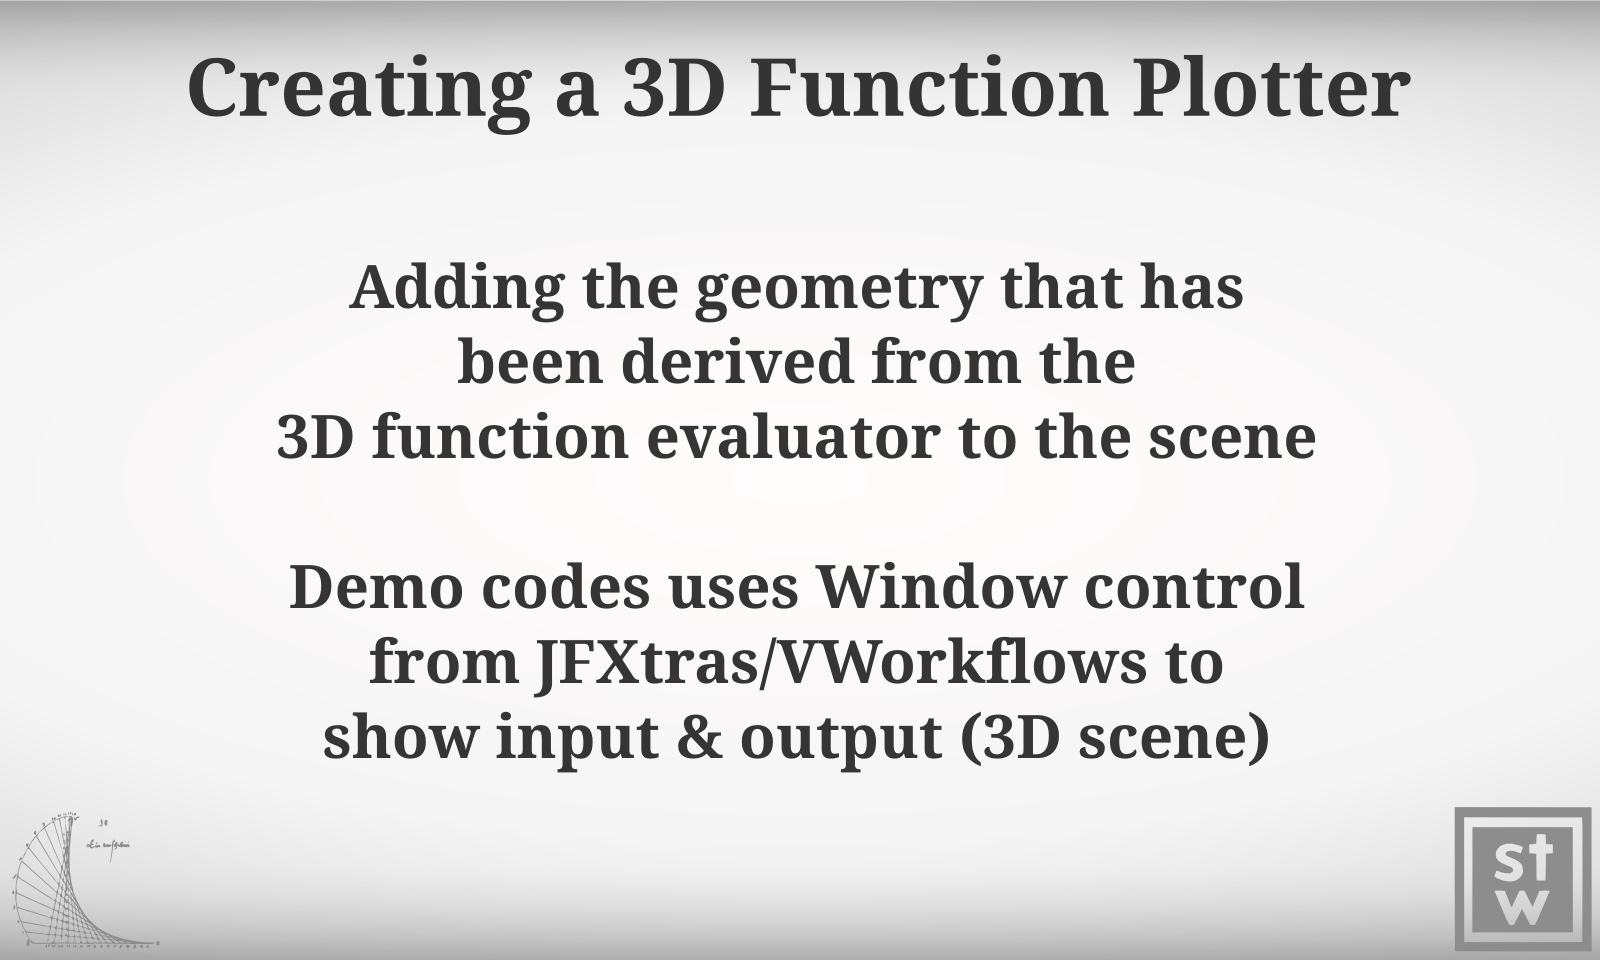 Creating a 3D Function Plotter
Adding the geometry that has
been derived from the
3D function evaluator to the scene
Demo codes uses Window control
from JFXtras/VWorkflows to
show input & output (3D scene)
st
w